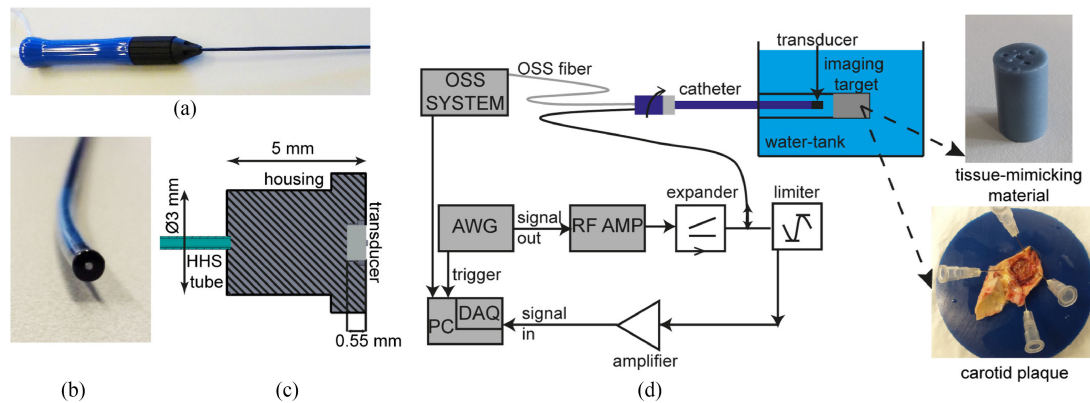 (a)
(b)
5 mm
housing
Ø3 mm
HHS
tube
transducer
0.55 mm
(c)
OSS
SYSTEM
OSS fiber
catheter
transducer
imaging
target
water-tank
AWG
signal
out
RF AMP
expander
limiter
trigger
PC
DAQ
signal
in
amplifier
(d)
tissue-mimicking
material
carotid plaque